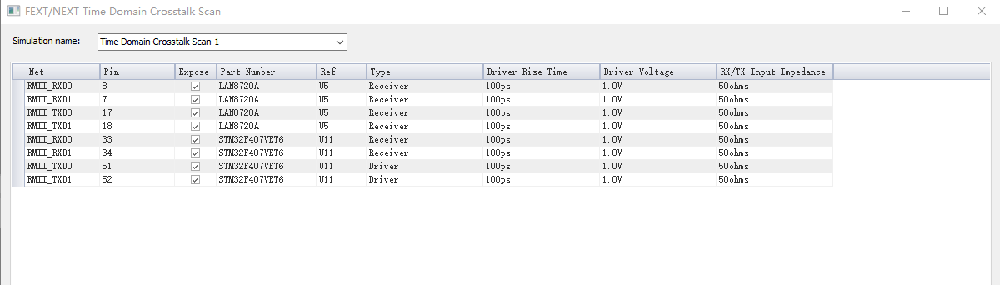 FEXT/NEXT Time Domain Crosstalk Scan
Simulation name: Time Domain Crosstalk Scan 1
Net Pin Expose Part Number Ref. ... Type Driver Rise Time Driver Voltage RX/TX Input Impedance
RMII_RXD0 8 LAN8720A U5 Receiver 100ps 1.0V 50ohms
RMII_RXD1 7 LAN8720A U5 Receiver 100ps 1.0V 50ohms
RMII_TXD0 17 LAN8720A U5 Receiver 100ps 1.0V 50ohms
RMII_TXD1 18 LAN8720A U5 Receiver 100ps 1.0V 50ohms
RMII_RXD0 33 STM32F407VET6 U11 Receiver 100ps 1.0V 50ohms
RMII_RXD1 34 STM32F407VET6 U11 Receiver 100ps 1.0V 50ohms
RMII_TXD0 51 STM32F407VET6 U11 Driver 100ps 1.0V 50ohms
RMII_TXD1 52 STM32F407VET6 U11 Driver 100ps 1.0V 50ohms